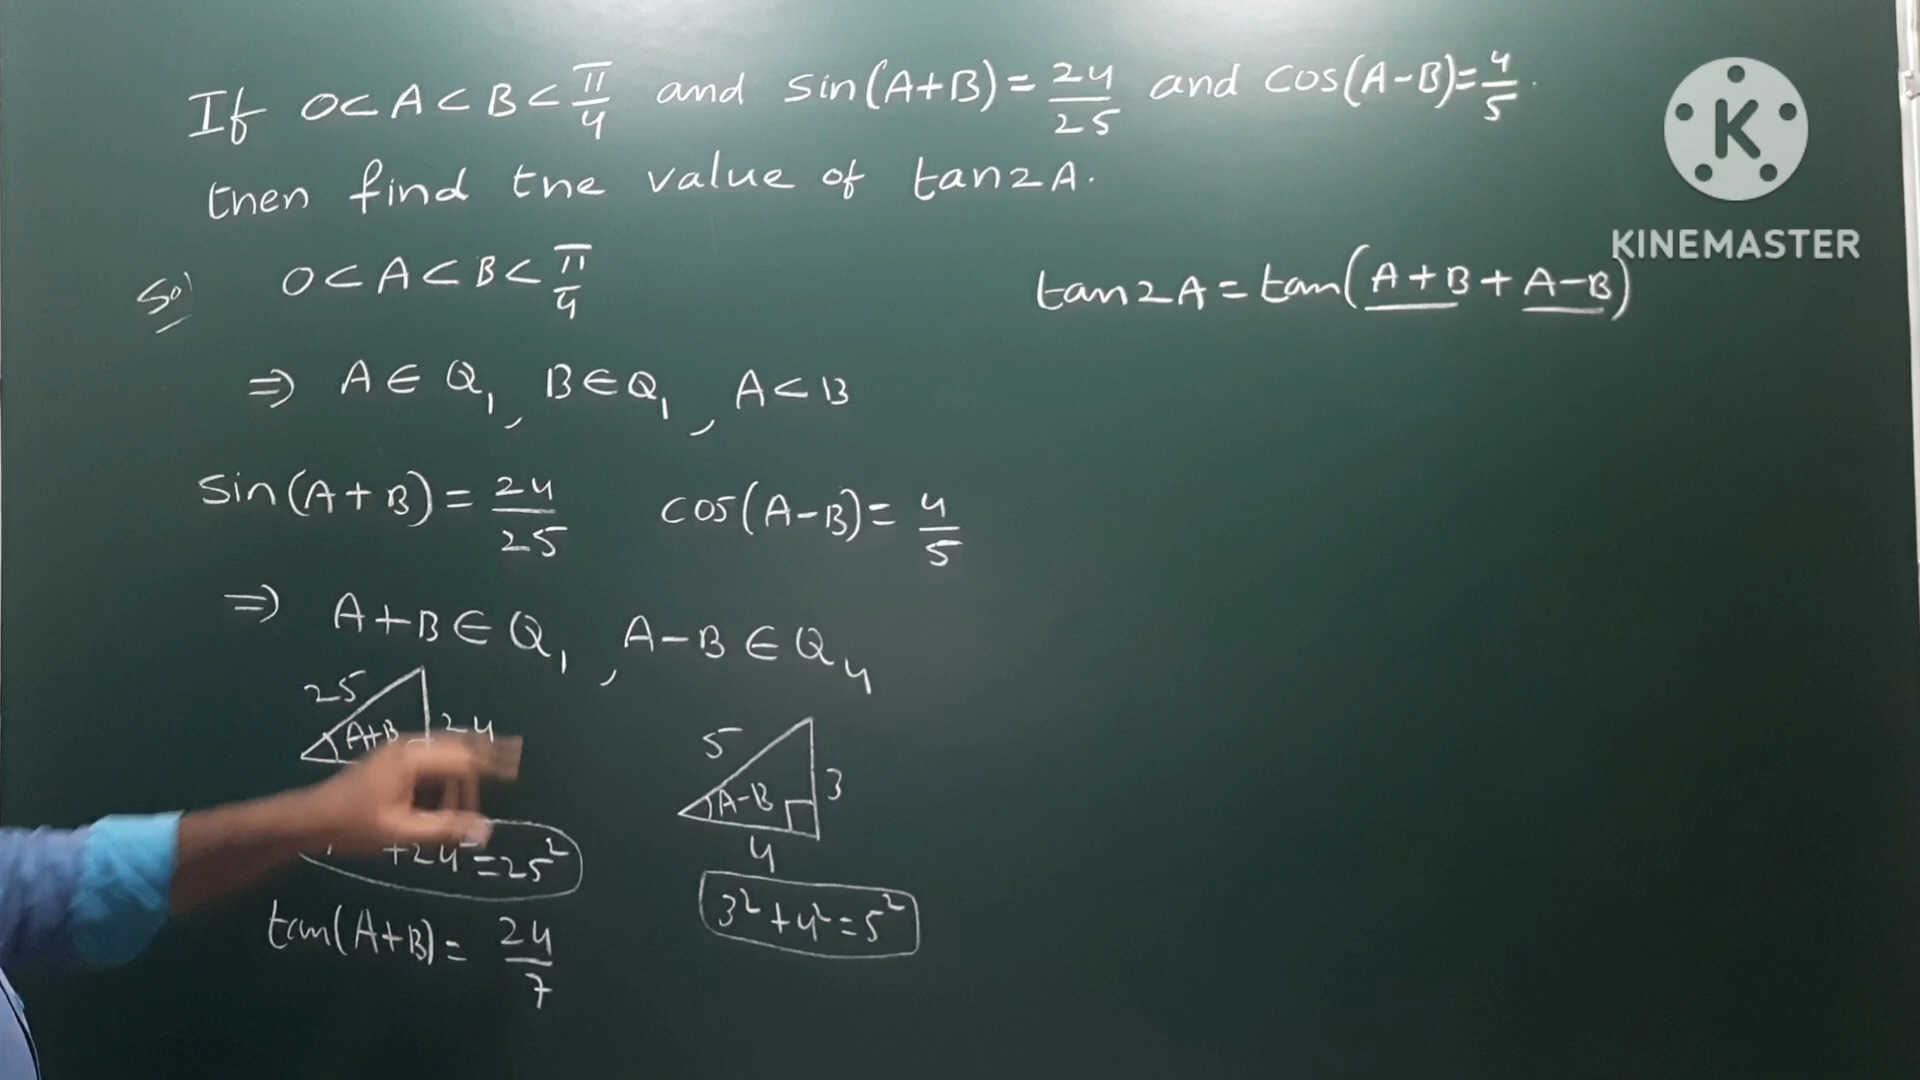 If 0<A<B<π/4 and sin(A+B)=24/25 and cos(A-B)=4/5.
then find the value of tan2A.
KINEMASTER
Sol 0<A<B<π/4
tan2A=tan(A+B+A-B)
⇒ A∈Q₁, B∈Q₁, A<B
sin(A+B)=24/25 cos(A-B)=4/5
⇒ A+B∈Q₁, A-B∈Q₄
25 A+B 24
5 A-B 3
4
+24²=25²
3²+4²=5²
tan(A+B)=24/7